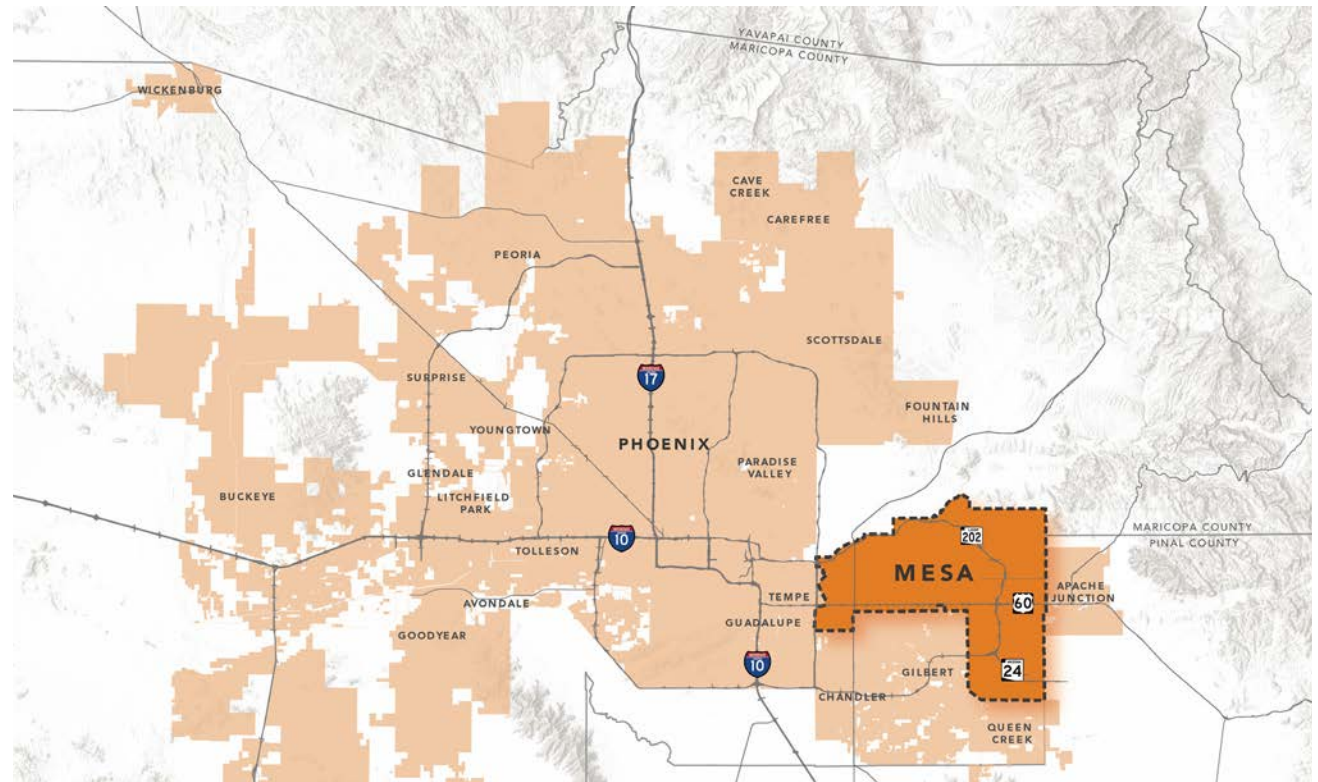 YAVAPAI COUNTY
MARICOPA COUNTY
WICKENBURG
CAVE
CREEK
CAREFREE
PEORIA
SCOTTSDALE
SURPRISE
17
FOUNTAIN
HILLS
YOUNGTOWN
PHOENIX
PARADISE
VALLEY
GLENDALE
LITCHFIELD
PARK
BUCKEYE
MARICOPA COUNTY
PINAL COUNTY
202
10
TOLLESON
MESA
APACHE
JUNCTION
TEMPE
60
AVONDALE
GUADALUPE
GOODYEAR
10
GILBERT
24
CHANDLER
QUEEN
CREEK